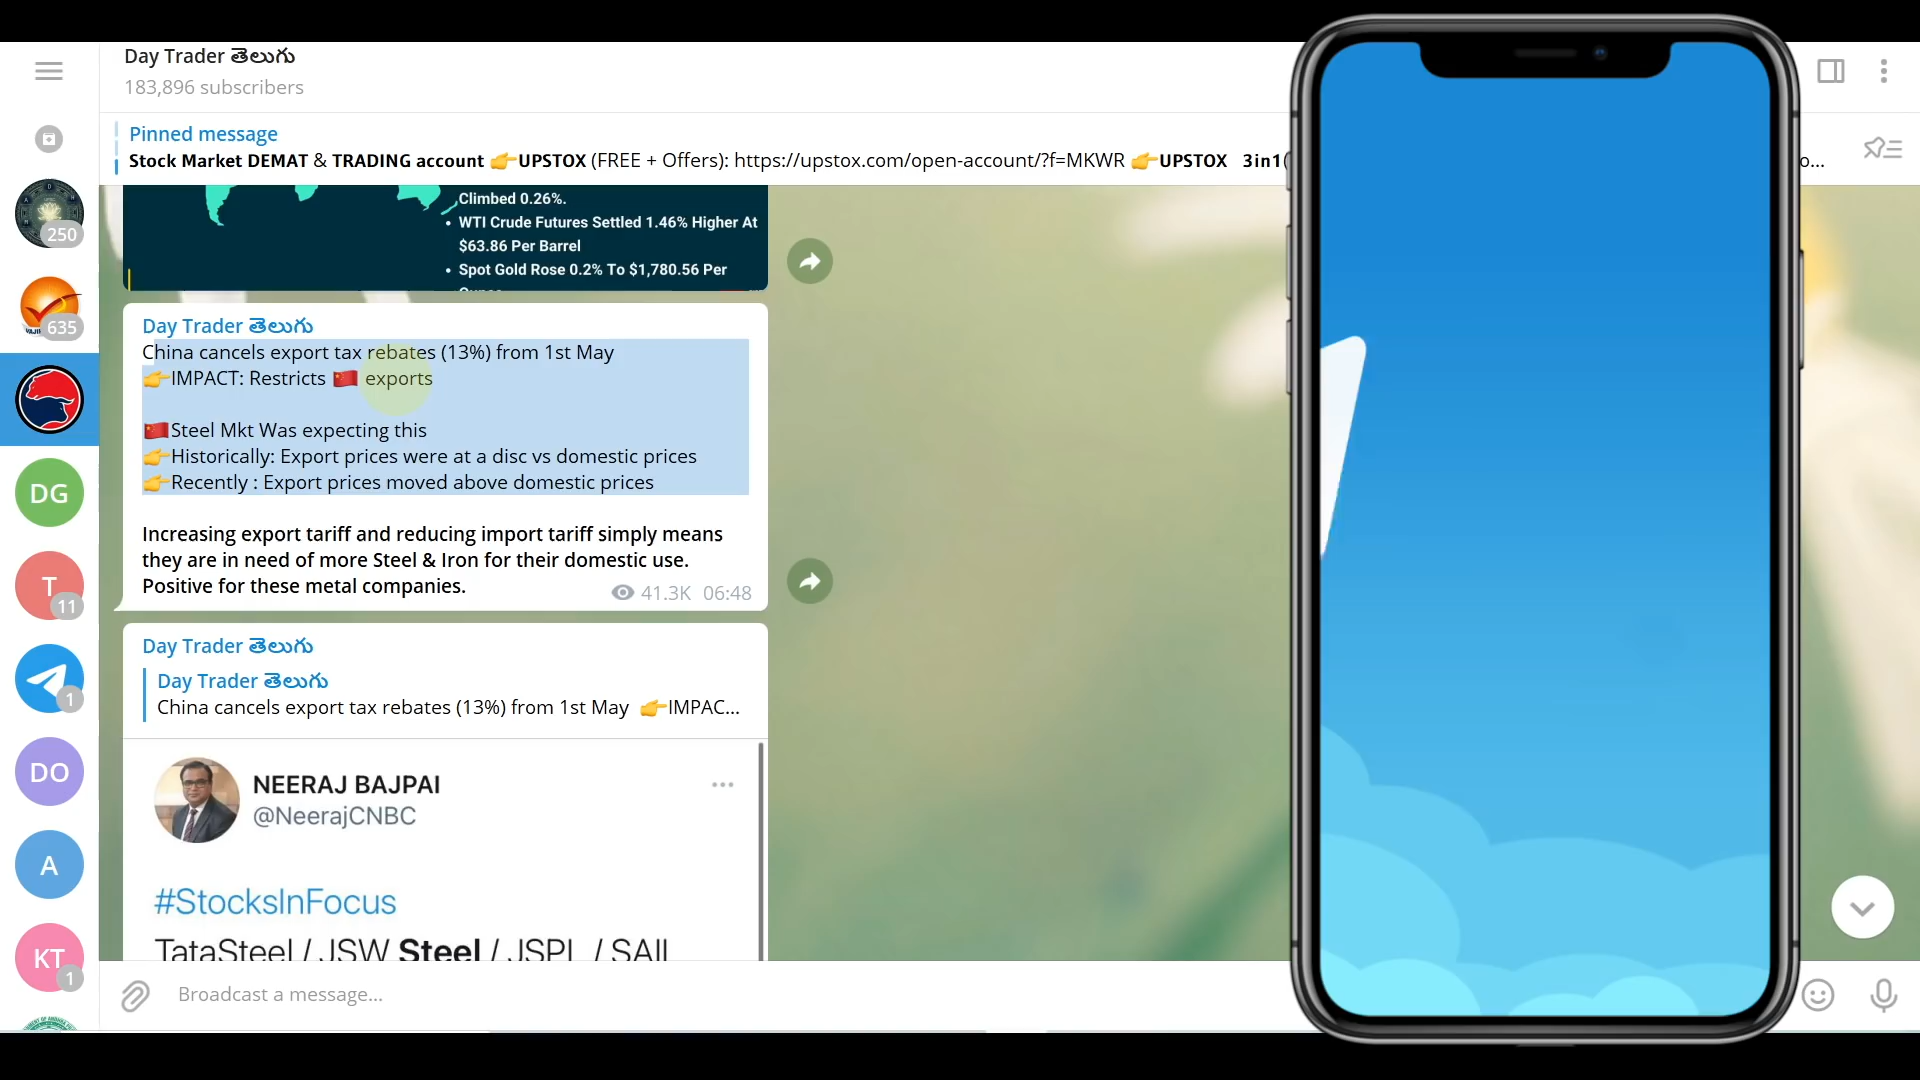 Day Trader తెలుగు
183,896 subscribers
Pinned message
Stock Market DEMAT & TRADING account 👉UPSTOX (FREE + Offers): https://upstox.com/open-account/?f=MKWR 👉UPSTOX 3in1(
o...
Climbed 0.26%.
• WTI Crude Futures Settled 1.46% Higher At
$63.86 Per Barrel
• Spot Gold Rose 0.2% To $1,780.56 Per
Day Trader తెలుగు
China cancels export tax rebates (13%) from 1st May
👉IMPACT: Restricts 🇨🇳 exports
🇨🇳Steel Mkt Was expecting this
👉Historically: Export prices were at a disc vs domestic prices
👉Recently : Export prices moved above domestic prices
Increasing export tariff and reducing import tariff simply means
they are in need of more Steel & Iron for their domestic use.
Positive for these metal companies.
41.3K 06:48
Day Trader తెలుగు
Day Trader తెలుగు
China cancels export tax rebates (13%) from 1st May 👉IMPAC...
NEERAJ BAJPAI
@NeerajCNBC
#StocksInFocus
TataSteel / JSW Steel / JSPL / SAIL
Broadcast a message...
250
635
DG
T
11
1
DO
A
KT
1